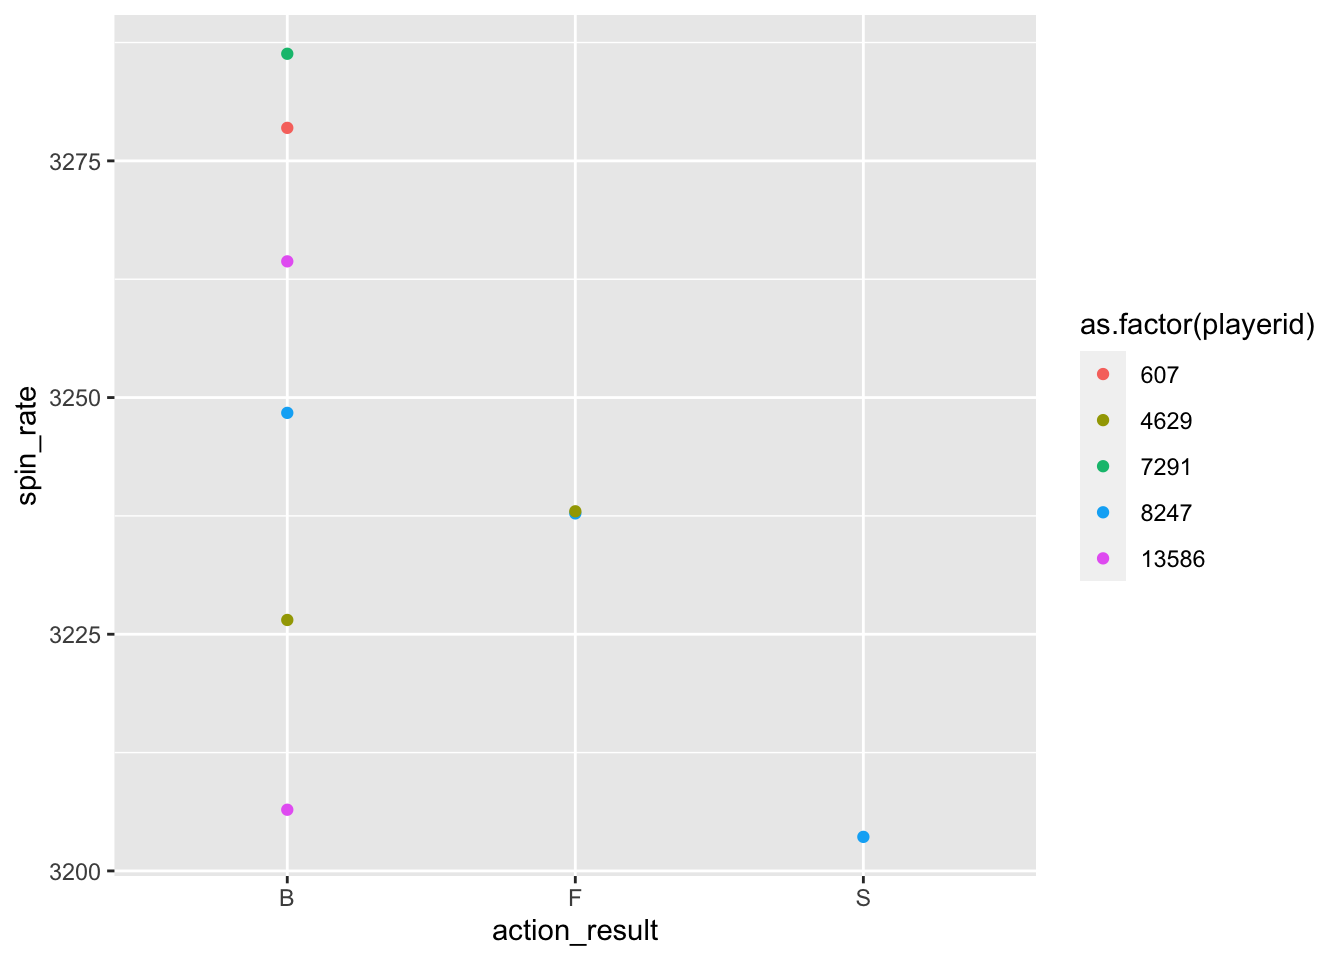 3275
3250
3225
3200
spin_rate
B
F
S
action_result
as.factor(playerid)
607
4629
7291
8247
13586